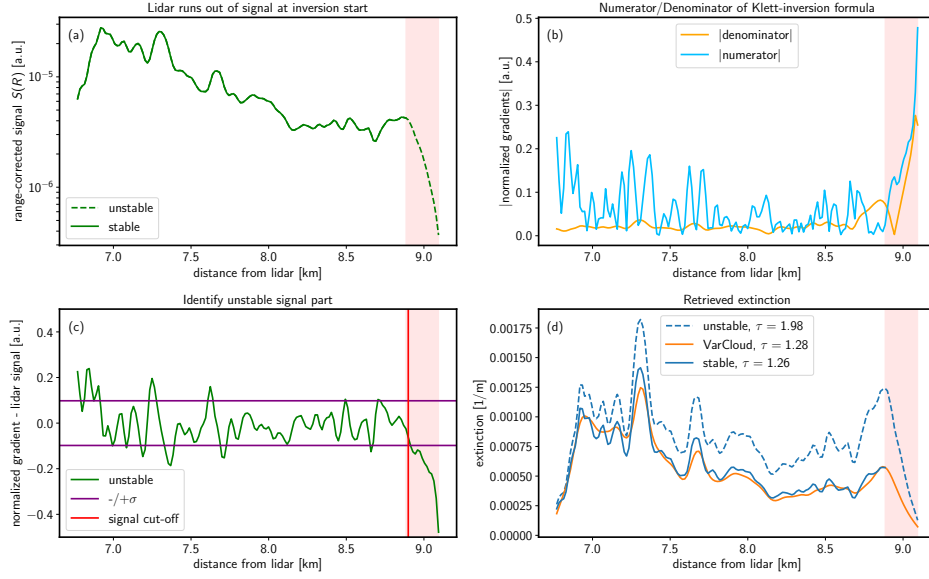 Lidar runs out of signal at inversion start
(a)
range-corrected signal S(R) [a.u.]
10⁻⁵
10⁻⁶
unstable
stable
7.0 7.5 8.0 8.5 9.0
distance from lidar [km]
Numerator/Denominator of Klett-inversion formula
(b)
|normalized gradients| [a.u.]
0.5
0.4
0.3
0.2
0.1
0.0
|denominator|
|numerator|
7.0 7.5 8.0 8.5 9.0
distance from lidar [km]
Identify unstable signal part
(c)
normalized gradient - lidar signal [a.u.]
0.4
0.2
0.0
−0.2
−0.4
unstable
-/+σ
signal cut-off
7.0 7.5 8.0 8.5 9.0
distance from lidar [km]
Retrieved extinction
(d)
extinction [1/m]
0.00175
0.00150
0.00125
0.00100
0.00075
0.00050
0.00025
0.00000
unstable, τ = 1.98
VarCloud, τ = 1.28
stable, τ = 1.26
7.0 7.5 8.0 8.5 9.0
distance from lidar [km]